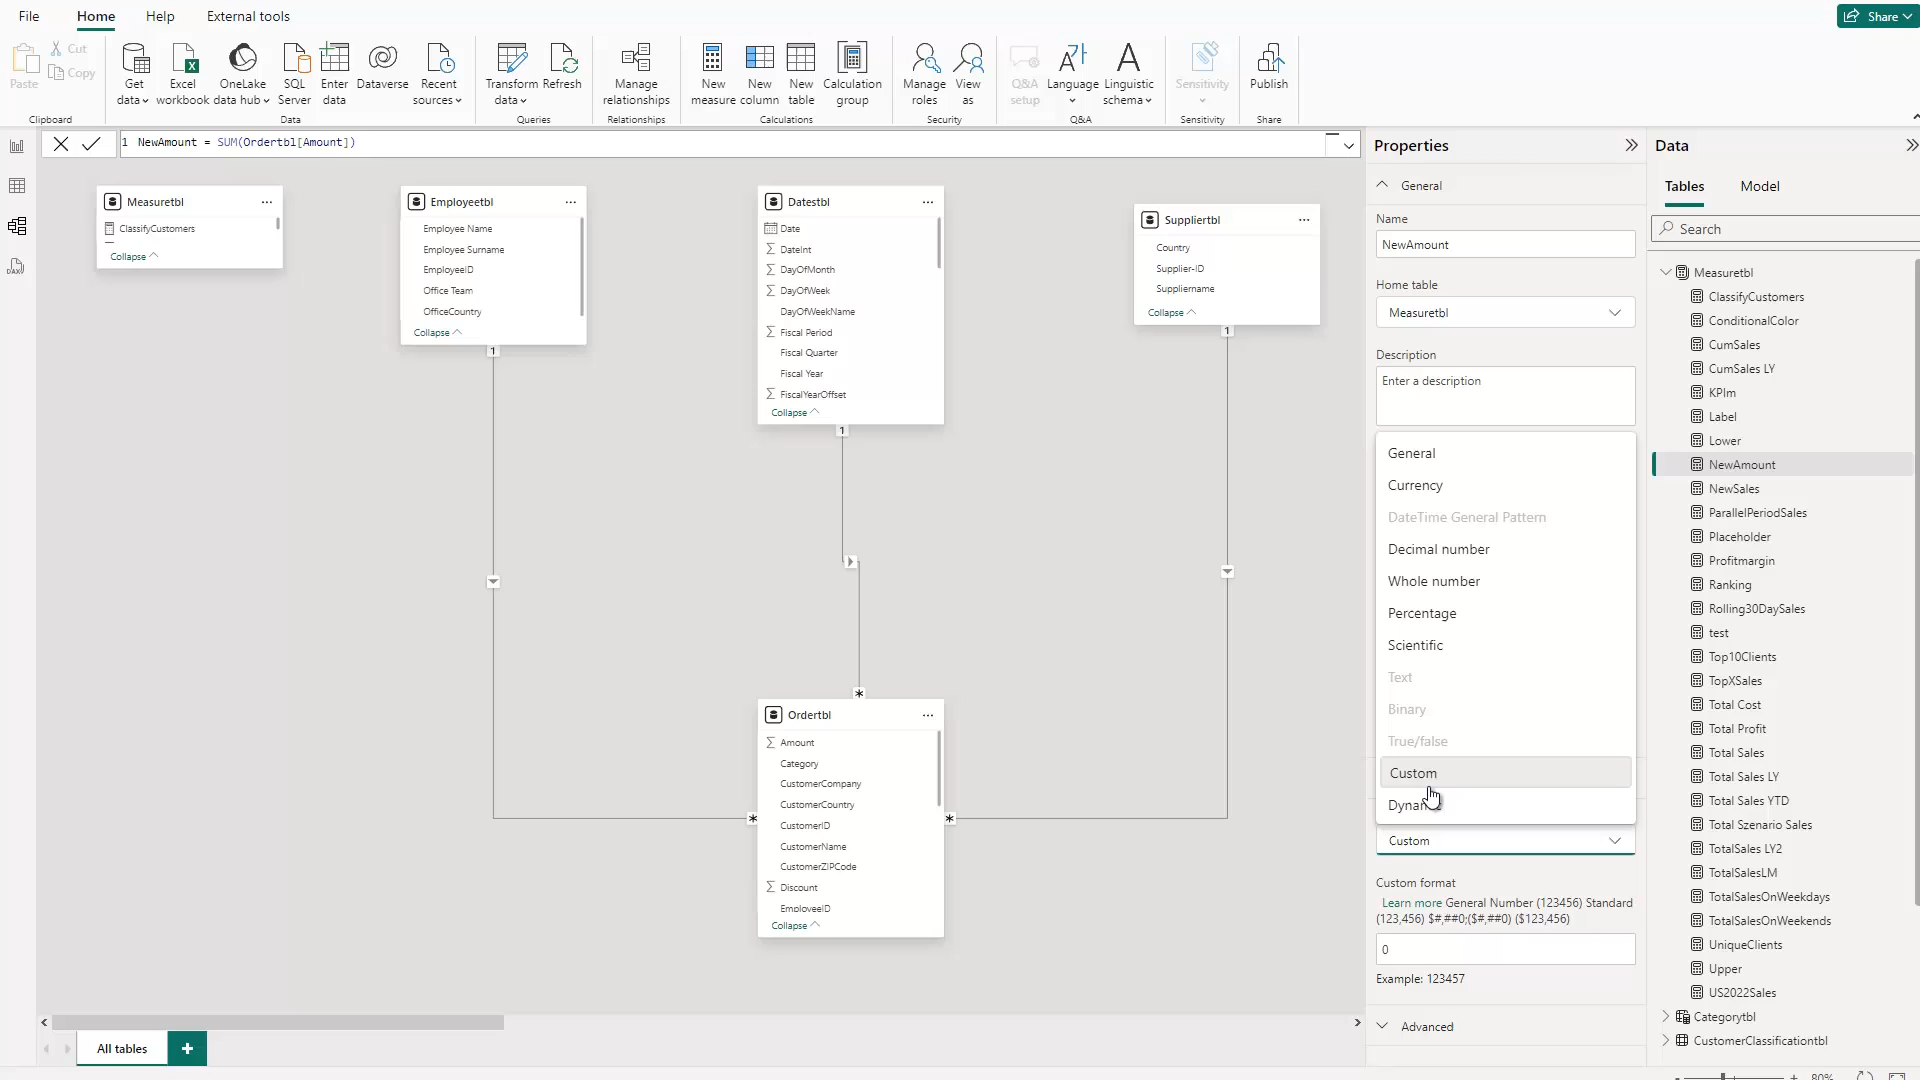 File
Home
Help
External tools
Share
Paste
Cut
Copy
Get data
Excel workbook
OneLake data hub
SQL Server
Enter data
Dataverse
Recent sources
Transform data
Refresh
Manage relationships
New measure
New column
New table
Calculation group
Manage roles
View as
Q&A setup
Language
Linguistic schema
Sensitivity
Publish
Clipboard
Data
Queries
Relationships
Calculations
Security
Q&A
Sensitivity
Share
1 NewAmount = SUM(Ordertbl[Amount])
Measuretbl
ClassifyCustomers
Collapse
Employeetbl
Employee Name
Employee Surname
EmployeeID
Office Team
OfficeCountry
Collapse
1
Datestbl
Date
DateInt
DayOfMonth
DayOfWeek
DayOfWeekName
Fiscal Period
Fiscal Quarter
Fiscal Year
FiscalYearOffset
Collapse
1
Suppliertbl
Country
Supplier-ID
Suppliername
Collapse
1
*
*
*
Ordertbl
Amount
Category
CustomerCompany
CustomerCountry
CustomerID
CustomerName
CustomerZIPCode
Discount
EmployeeID
Collapse
All tables
Properties
General
Name
NewAmount
Home table
Measuretbl
Description
Enter a description
General
Currency
DateTime General Pattern
Decimal number
Whole number
Percentage
Scientific
Text
Binary
True/false
Custom
Custom
Custom format
Learn more General Number (123456) Standard
(123,456) $#,##0;($#,##0) ($123,456)
0
Example: 123457
Advanced
Data
Tables
Model
Search
Measuretbl
ClassifyCustomers
ConditionalColor
CumSales
CumSales LY
KPIm
Label
Lower
NewAmount
NewSales
ParallelPeriodSales
Placeholder
Profitmargin
Ranking
Rolling30DaySales
test
Top10Clients
TopXSales
Total Cost
Total Profit
Total Sales
Total Sales LY
Total Sales YTD
Total Szenario Sales
TotalSales LY2
TotalSalesLM
TotalSalesOnWeekdays
TotalSalesOnWeekends
UniqueClients
Upper
US2022Sales
Categorytbl
CustomerClassificationtbl
80%